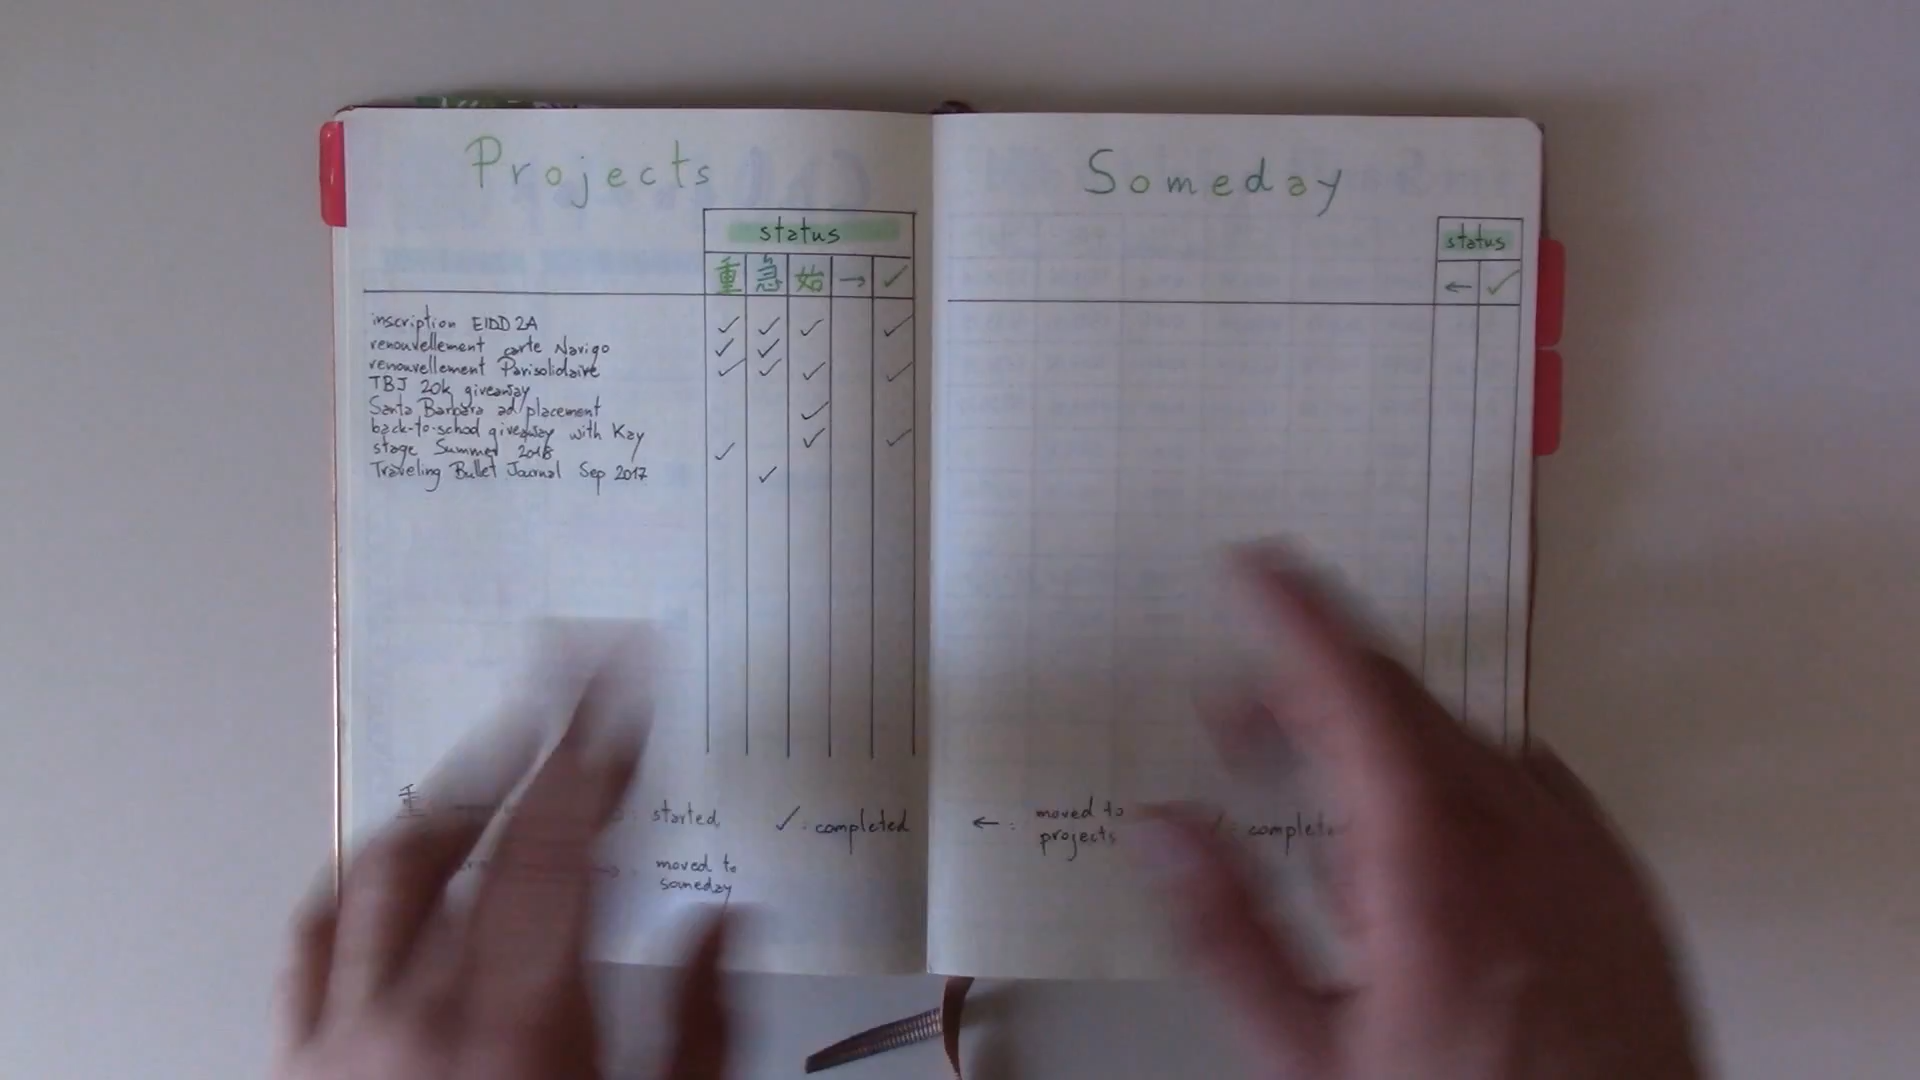 Projects
status
重 急 始 → ✓
inscription EIDD 2A ✓ ✓ ✓ ✓
renouvellement carte Navigo ✓ ✓
renouvellement Parisolidaire ✓ ✓ ✓ ✓
TBJ 20k giveaway
Santa Barbara ad placement ✓
back-to-school giveaway with Kay ✓ ✓
stage Summer 2018 ✓
Traveling Bullet Journal Sep 2017 ✓
重
: started
✓ : completed
→ : moved to
someday
Someday
status
← ✓
← : moved to
projects